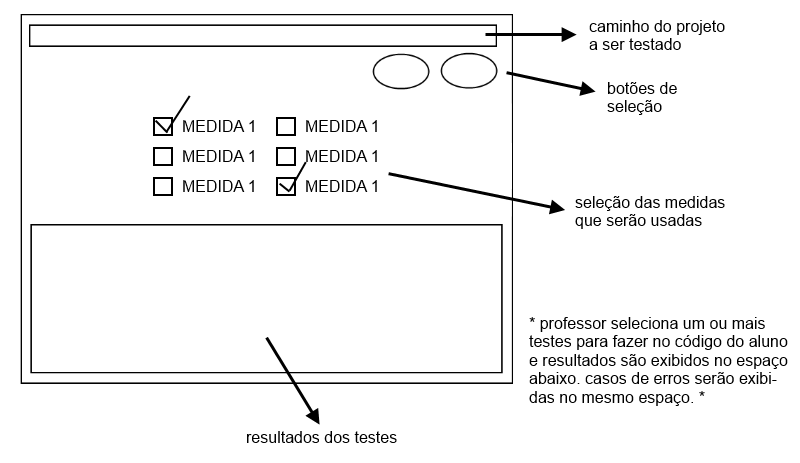 caminho do projeto
a ser testado
botões de
seleção
MEDIDA 1 MEDIDA 1
MEDIDA 1 MEDIDA 1
MEDIDA 1 MEDIDA 1
seleção das medidas
que serão usadas
* professor seleciona um ou mais
testes para fazer no código do aluno
e resultados são exibidos no espaço
abaixo. casos de erros serão exibi-
das no mesmo espaço. *
resultados dos testes